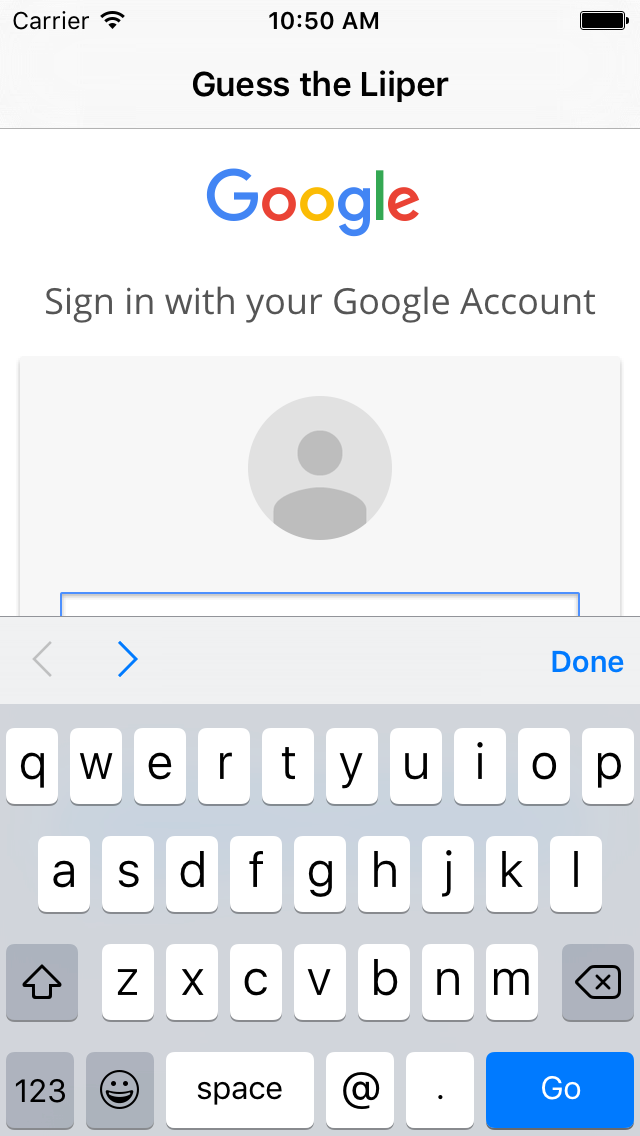 Carrier 10:50 AM
Guess the Liiper
Google
Sign in with your Google Account
Done
q w e r t y u i o p
a s d f g h j k l
z x c v b n m
123 space @ . Go